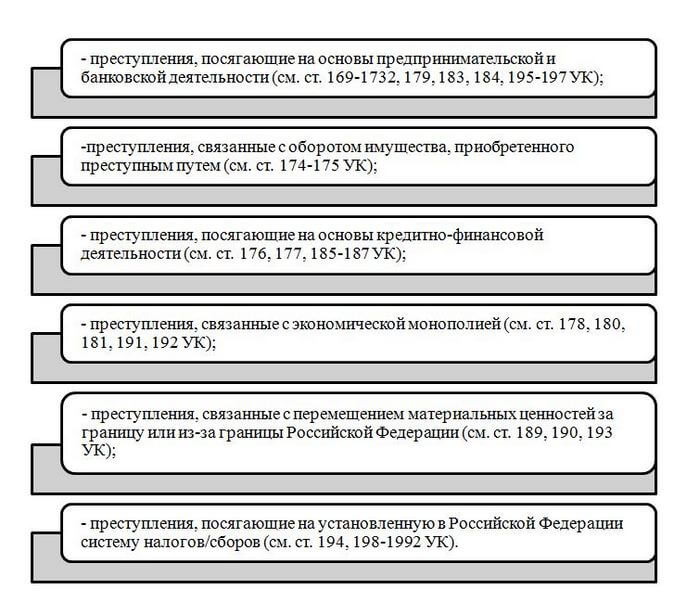 - преступления, посягающие на основы предпринимательской и
банковской деятельности (см. ст. 169-1732, 179, 183, 184, 195-197 УК);
-преступления, связанные с оборотом имущества, приобретенного
преступным путем (см. ст. 174-175 УК);
- преступления, посягающие на основы кредитно-финансовой
деятельности (см. ст. 176, 177, 185-187 УК);
- преступления, связанные с экономической монополией (см. ст. 178, 180,
181, 191, 192 УК);
- преступления, связанные с перемещением материальных ценностей за
границу или из-за границы Российской Федерации (см. ст. 189, 190, 193
УК);
- преступления, посягающие на установленную в Российской Федерации
систему налогов/сборов (см. ст. 194, 198-1992 УК).